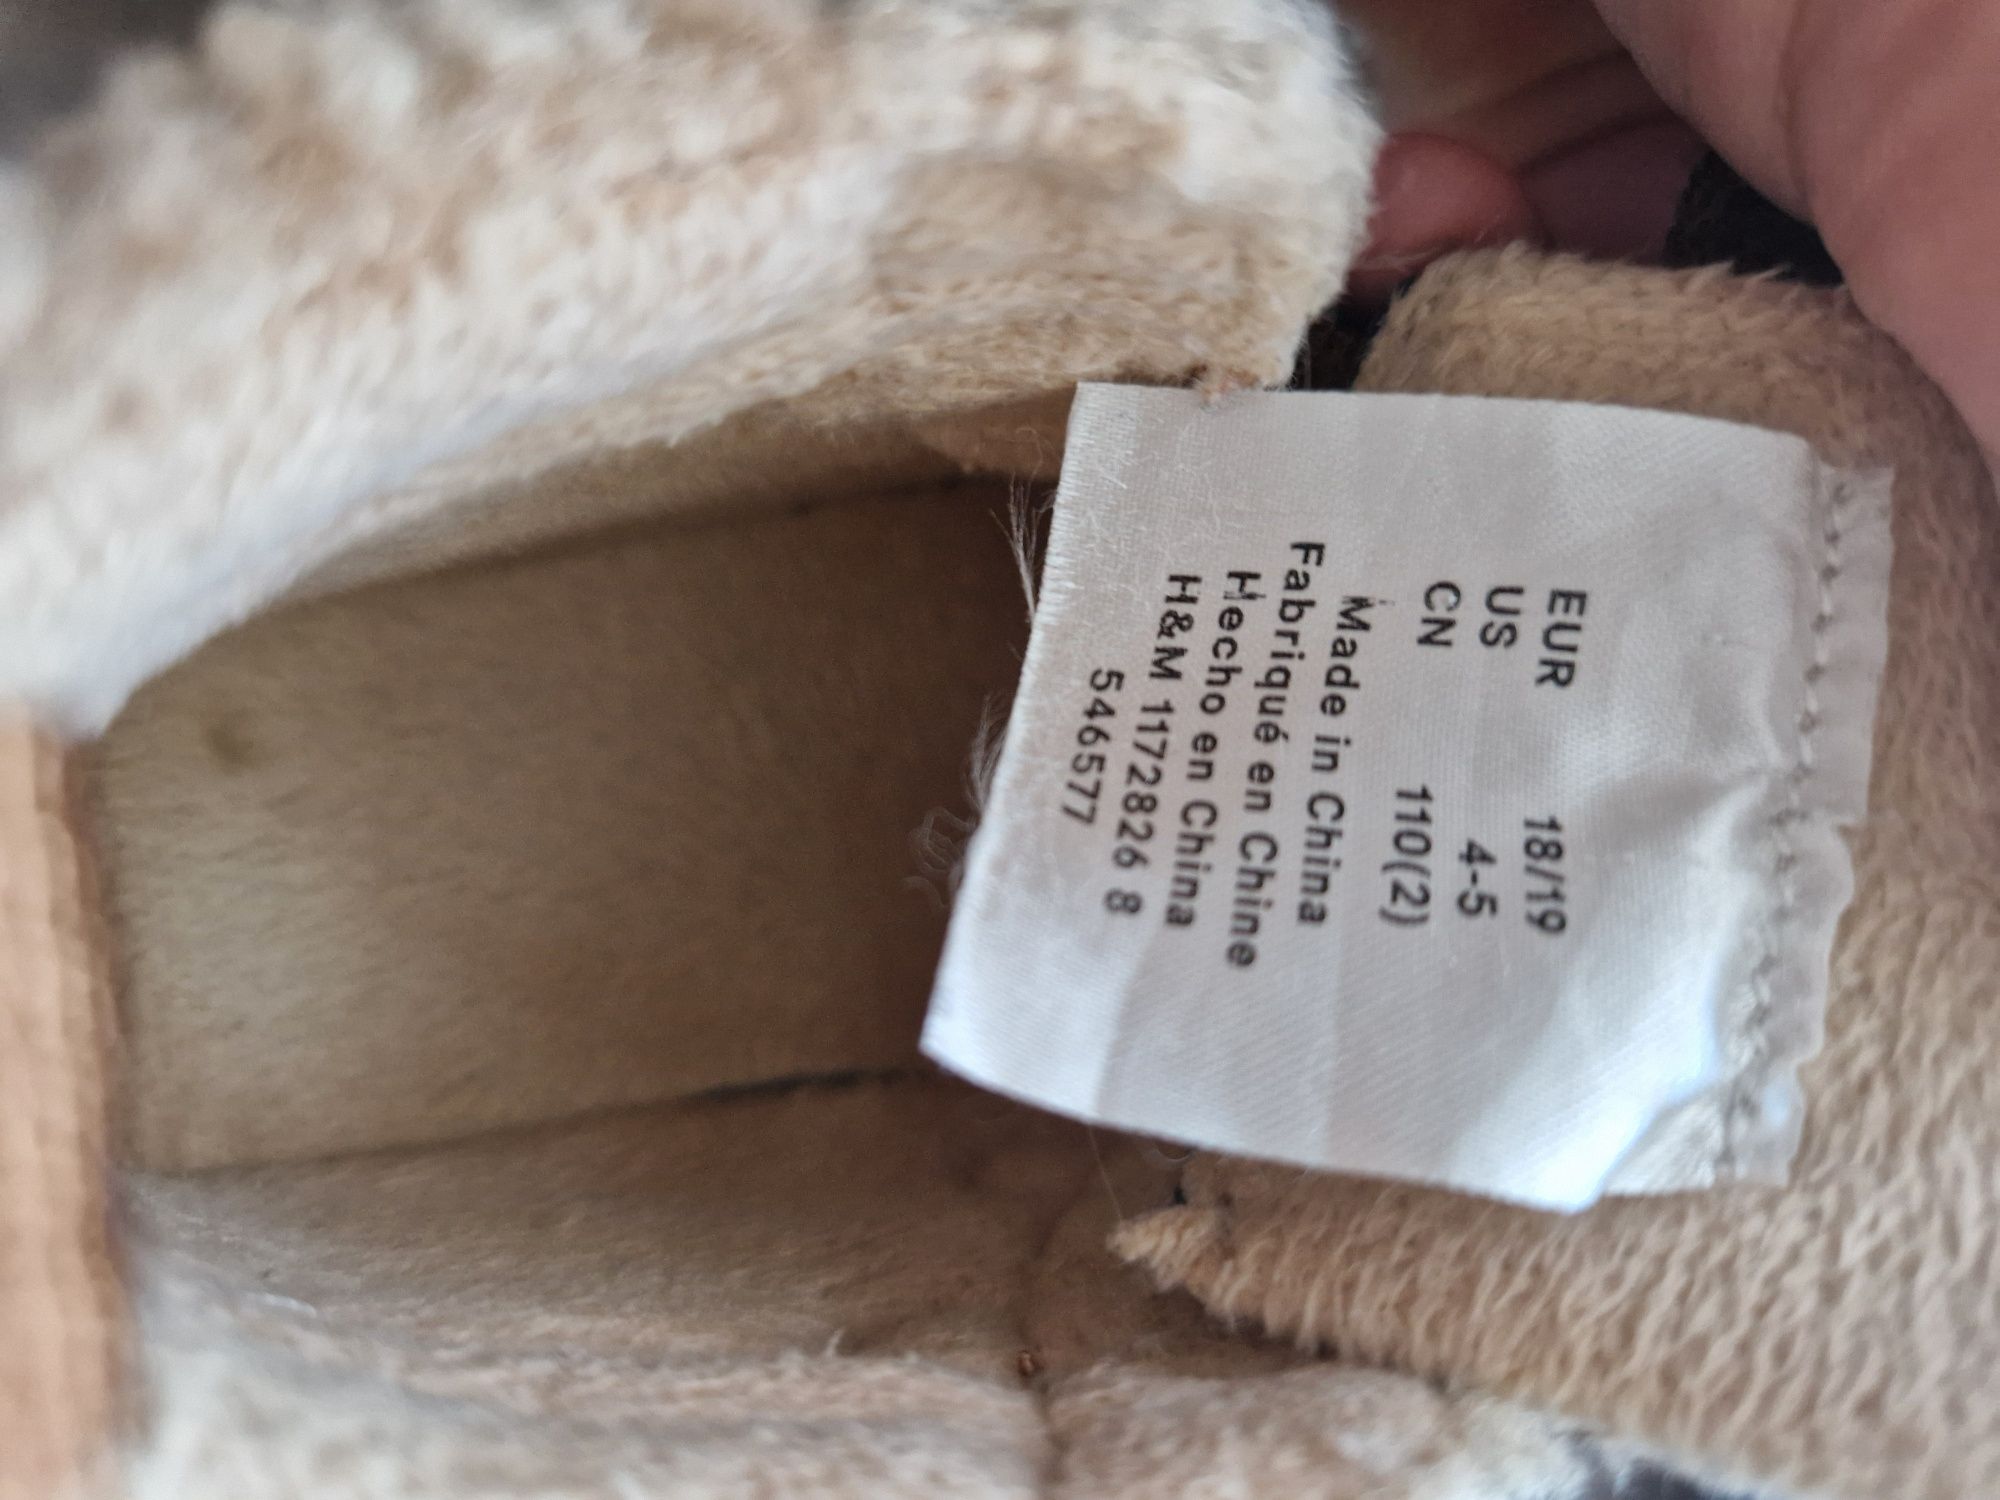 EUR 18/19
US 4-5
CN 110(2)
Made in China
Fabriqué en Chine
Hecho en China
H&M 1172826 8
546577